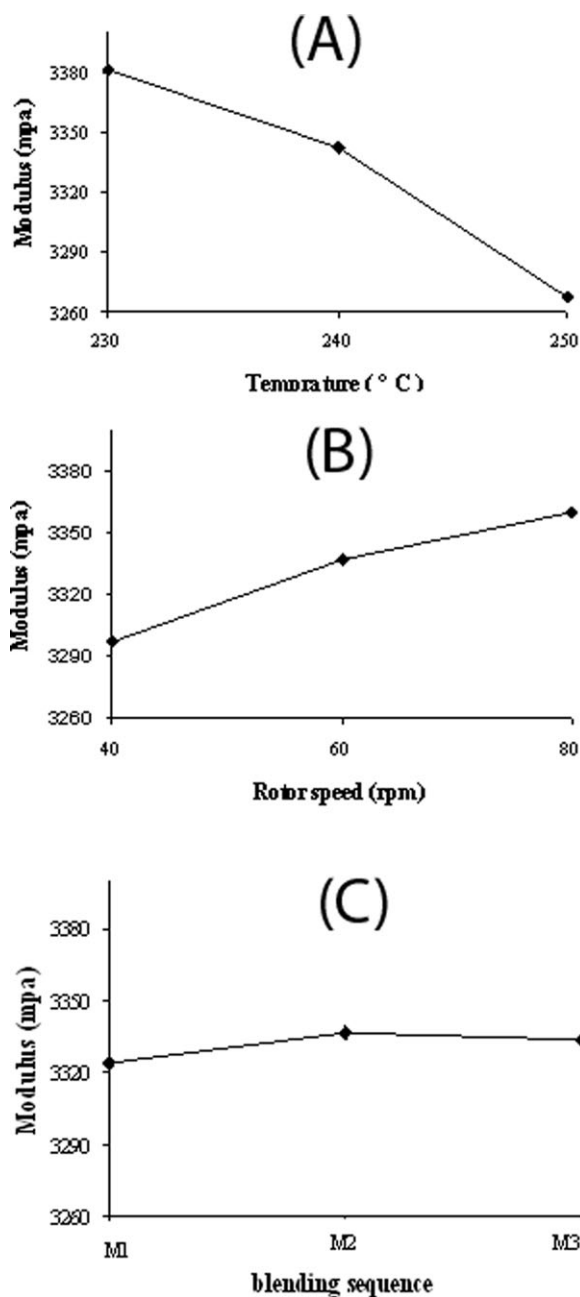 (A)
Modulus (mpa)
3380
3350
3320
3290
3260
230 240 250
Temprature (° C)
(B)
Modulus (mpa)
3380
3350
3320
3290
3260
40 60 80
Rotor speed (rpm)
(C)
Modulus (mpa)
3380
3350
3320
3290
3260
M1 M2 M3
blending sequence